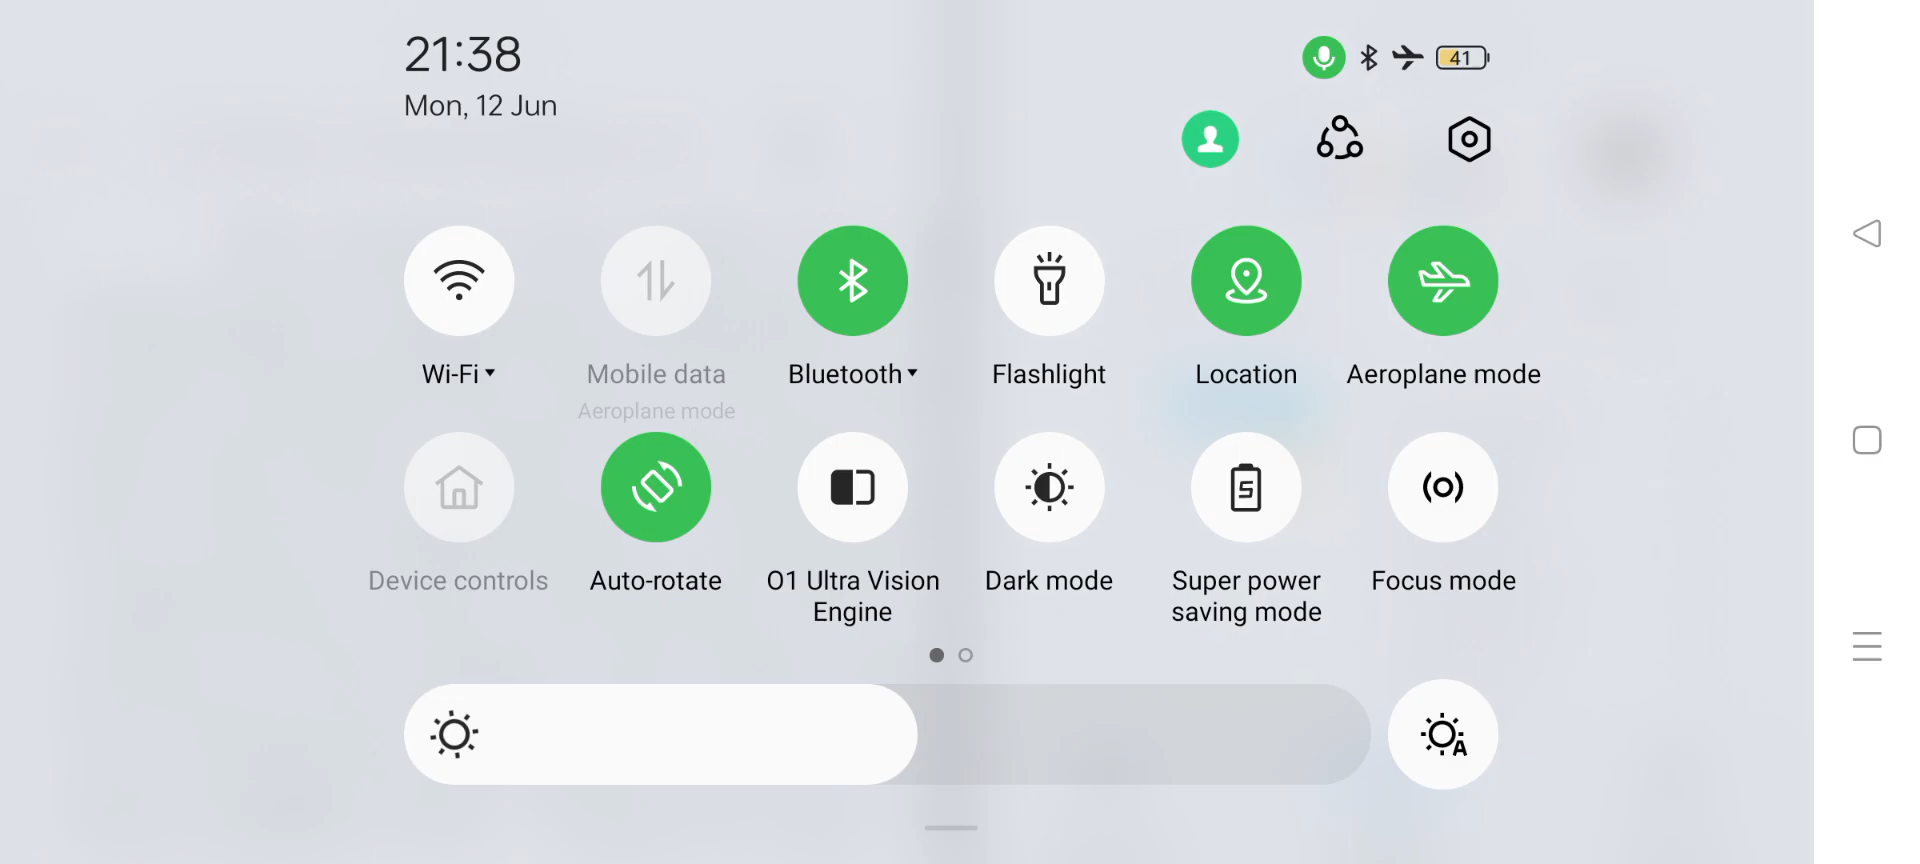 21:38
Mon, 12 Jun
41
Wi-Fi
Mobile data
Aeroplane mode
Bluetooth
Flashlight
Location
Aeroplane mode
Device controls
Auto-rotate
O1 Ultra Vision
Engine
Dark mode
Super power
saving mode
Focus mode
S
A